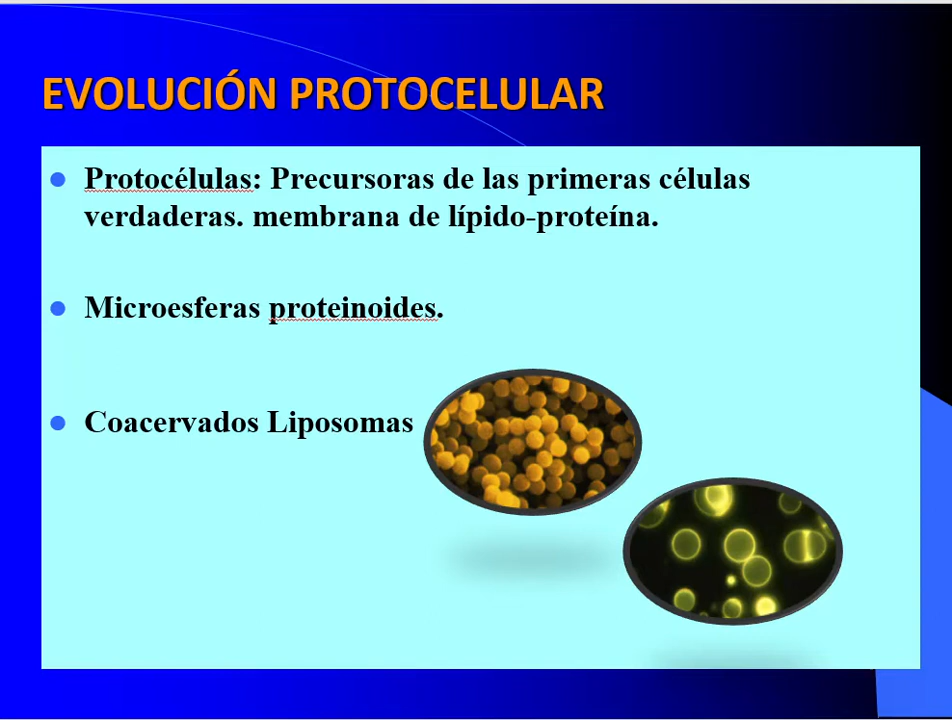 EVOLUCIÓN PROTOCELULAR
Protocélulas: Precursoras de las primeras células
verdaderas. membrana de lípido-proteína.
Microesferas proteinoides.
Coacervados Liposomas